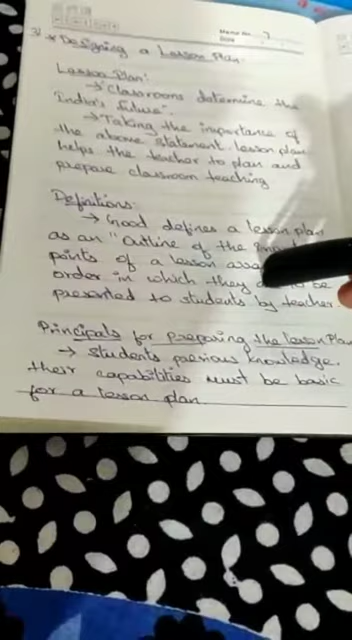 3) * Designing a Lesson Plan:
Lesson Plan:
→ Classrooms determine the
India's future".
→ Taking the importance of
the above statement lesson plan
helps the teacher to plan and
prepare classroom teaching
Definitions:
→ Good defines a lesson plan
as an "outline of the
points of a lesson
order in which they be
presented to students by teacher
Principals for preparing the lesson Plan
→ Students previous knowledge.
their capabilities must be basic
for a lesson plan.